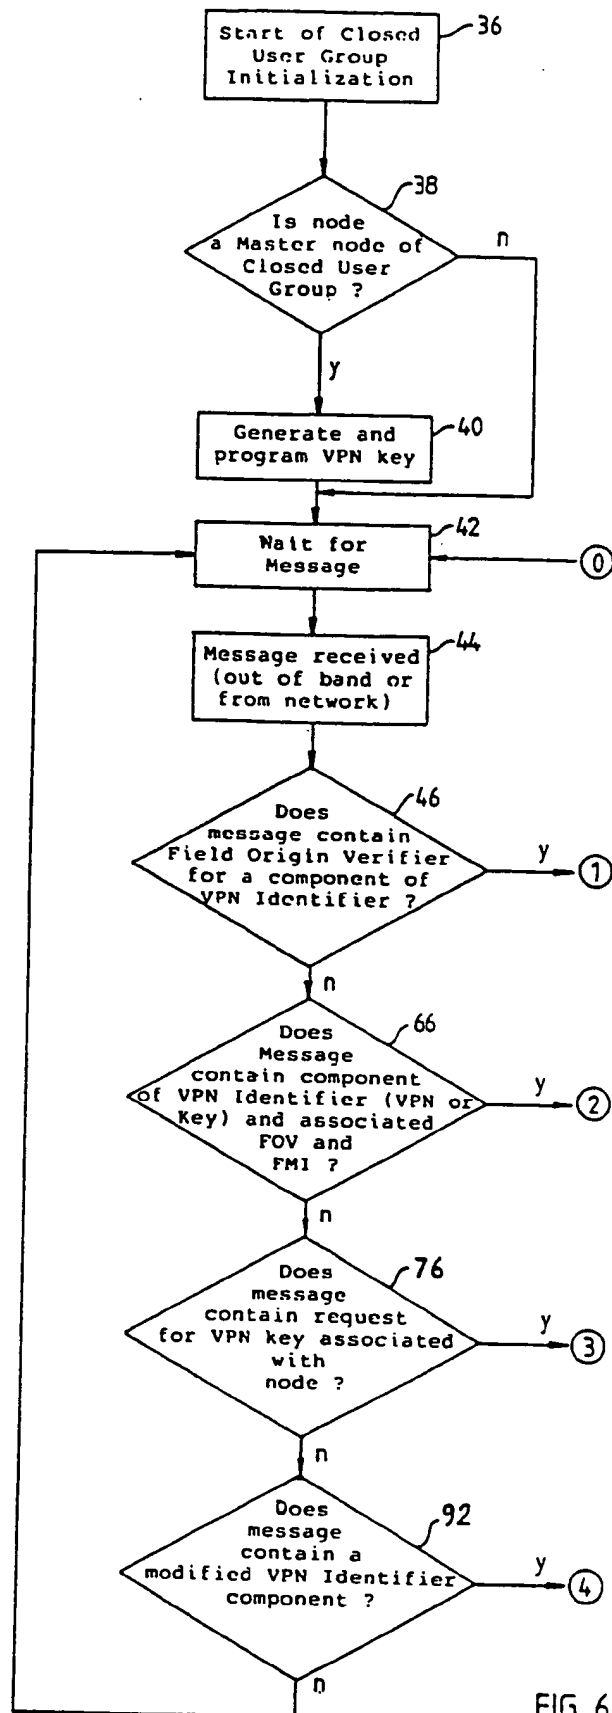 Start of Closed
User Group
Initialization
36
38
Is node
a Master node of
Closed User
Group ?
n
y
Generate and
program VPN key
40
Wait for
Message
42
0
Message received
(out of band or
from network)
44
46
Does
message contain
Field Origin Verifier
for a component of
VPN Identifier ?
y
1
n
66
Does
Message
contain component
of VPN Identifier (VPN or
Key) and associated
FOV and
FMI ?
y
2
n
76
Does
message
contain request
for VPN key associated
with
node ?
y
3
n
92
Does
message
contain a
modified VPN Identifier
component ?
y
4
n
FIG 6